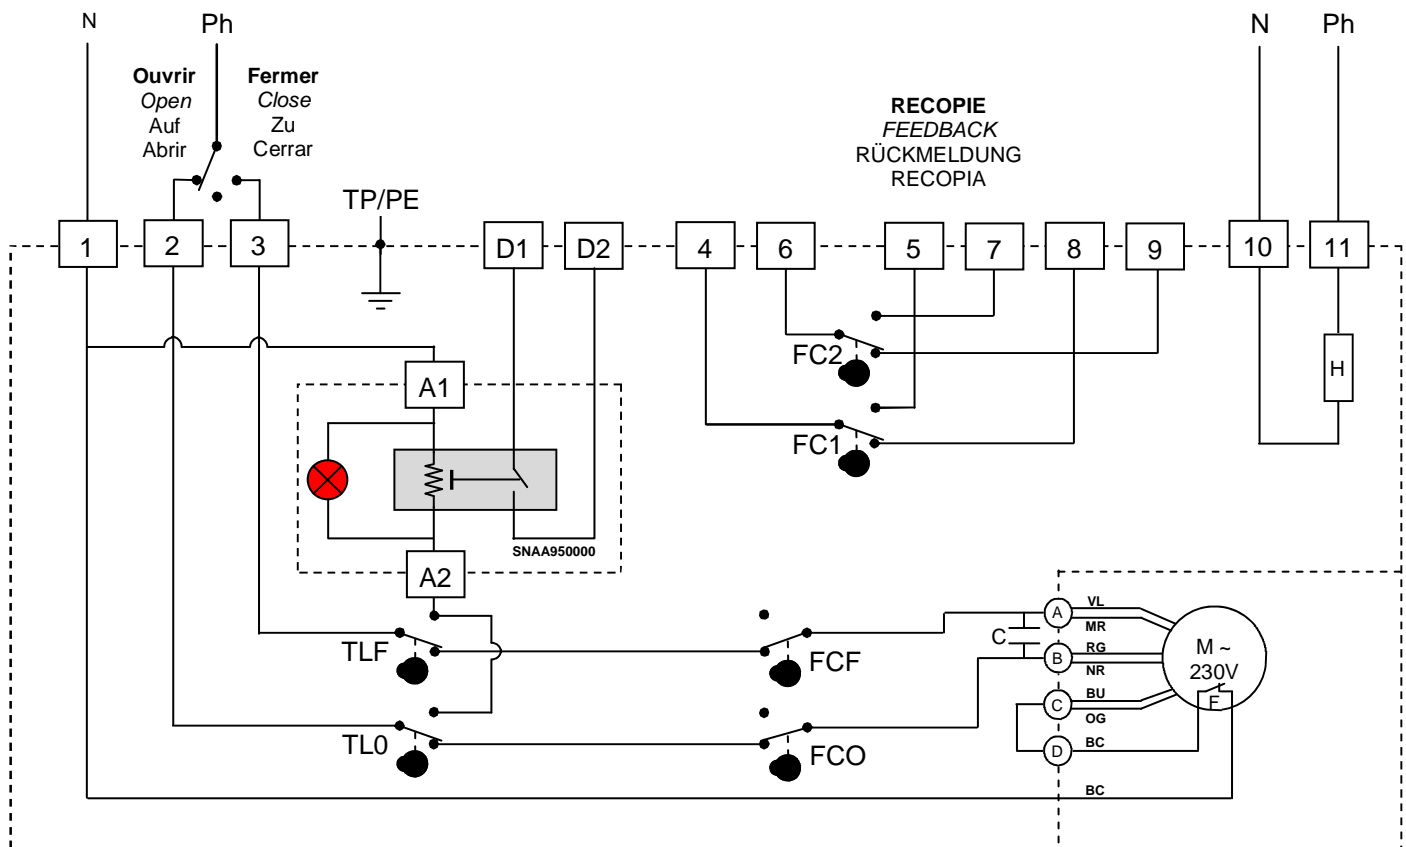 N
Ph
Ouvrir
Open
Auf
Abrir
Fermer
Close
Zu
Cerrar
RECOPIE
FEEDBACK
RÜCKMELDUNG
RECOPIA
N
Ph
TP/PE
1
2
3
D1
D2
4
6
5
7
8
9
10
11
FC2
H
A1
FC1
SNAA950000
A2
TLF
FCF
C
A
VL
MR
B
RG
NR
M ~
230V
F
C
BU
OG
TL0
FCO
D
BC
BC